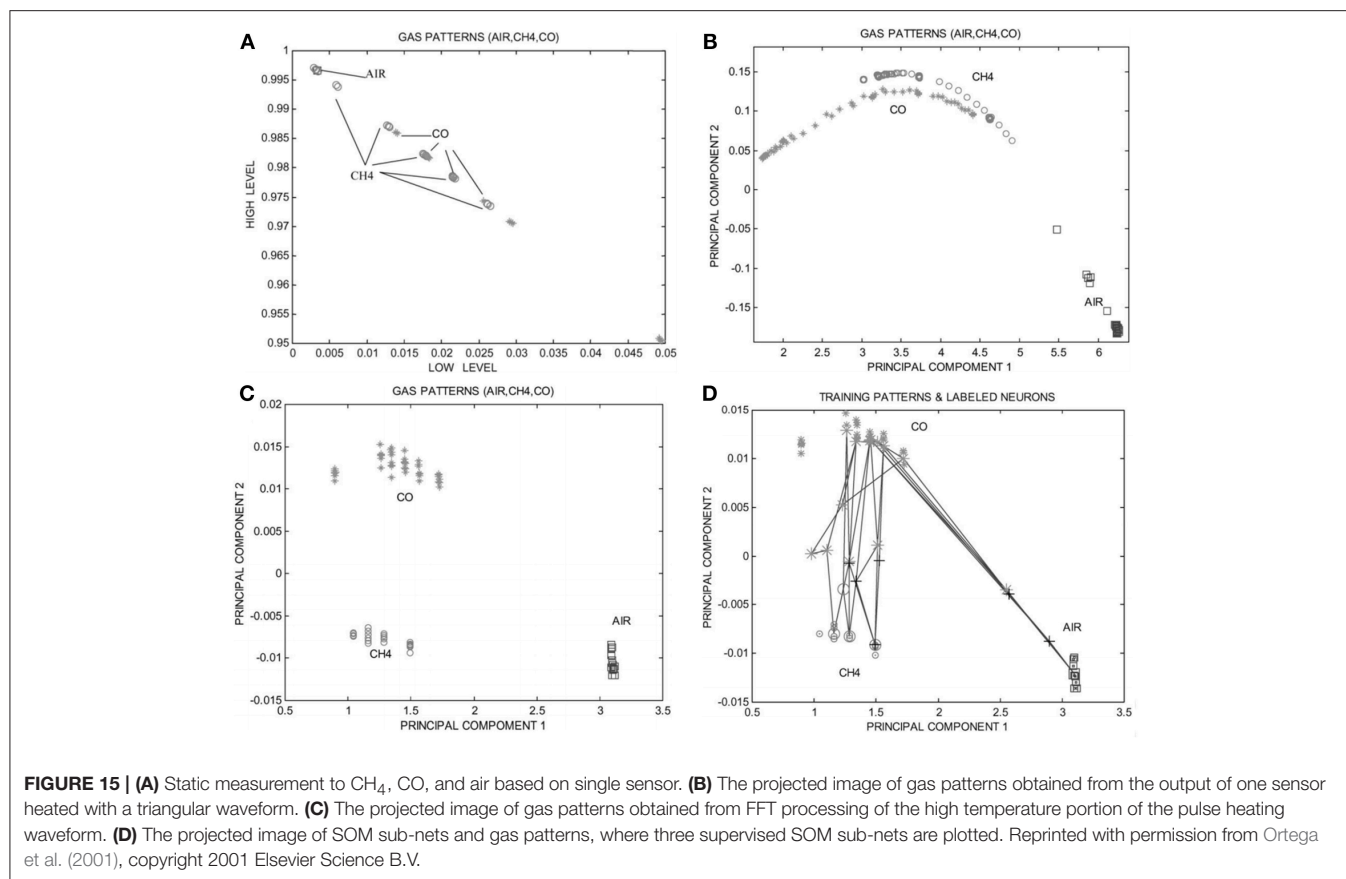 A
GAS PATTERNS (AIR,CH4,CO)
1
0.995
0.99
0.985
0.98
0.975
0.97
0.965
0.96
0.955
0.95
HIGH LEVEL
AIR
CO
CH4
0 0.005 0.01 0.015 0.02 0.025 0.03 0.035 0.04 0.045 0.05
LOW LEVEL
B
GAS PATTERNS (AIR,CH4,CO)
0.15
0.1
0.05
0
-0.05
-0.1
-0.15
PRINCIPAL COMPONENT 2
CH4
CO
AIR
2 2.5 3 3.5 4 4.5 5 5.5 6
PRINCIPAL COMPONENT 1
C
GAS PATTERNS (AIR,CH4,CO)
0.02
0.015
0.01
0.005
0
-0.005
-0.01
-0.015
PRINCIPAL COMPONENT 2
CO
CH4
AIR
0.5 1 1.5 2 2.5 3 3.5
PRINCIPAL COMPONENT 1
D
TRAINING PATTERNS & LABELED NEURONS
0.015
0.01
0.005
0
-0.005
-0.01
-0.015
PRINCIPAL COMPONENT 2
CO
AIR
CH4
0.5 1 1.5 2 2.5 3 3.5
PRINCIPAL COMPONENT 1
FIGURE 15 | (A) Static measurement to CH₄, CO, and air based on single sensor. (B) The projected image of gas patterns obtained from the output of one sensor
heated with a triangular waveform. (C) The projected image of gas patterns obtained from FFT processing of the high temperature portion of the pulse heating
waveform. (D) The projected image of SOM sub-nets and gas patterns, where three supervised SOM sub-nets are plotted. Reprinted with permission from Ortega
et al. (2001), copyright 2001 Elsevier Science B.V.